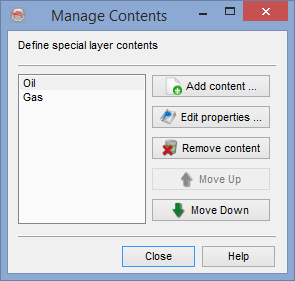 Manage Contents
Define special layer contents
Oil
Gas
Add content ...
Edit properties ...
Remove content
Move Up
Move Down
Close
Help